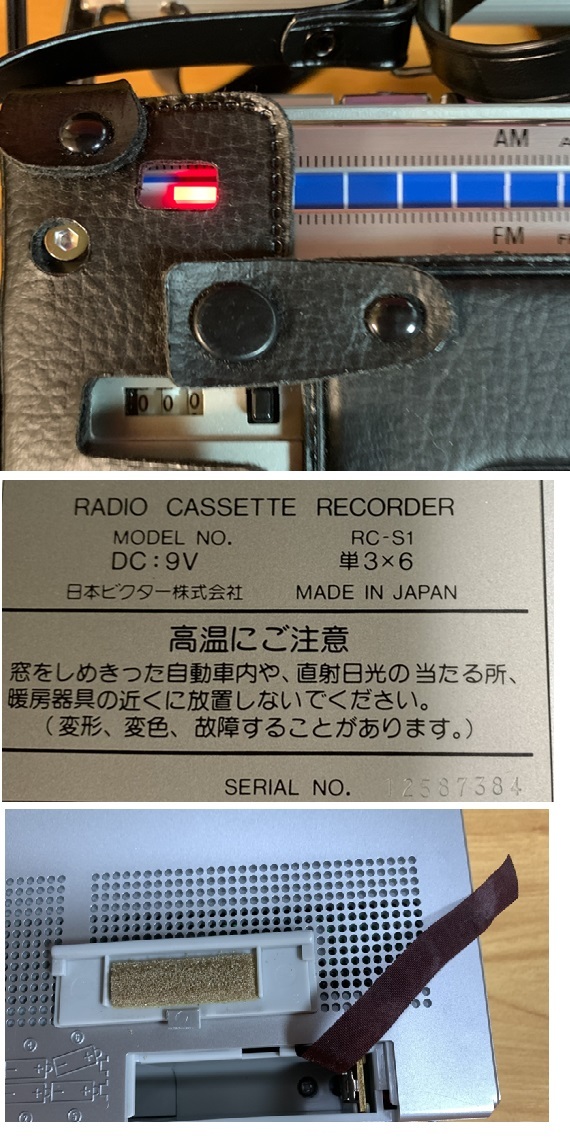 AM
FM
000
RADIO CASSETTE RECORDER
MODEL NO. RC-S1
DC:9V 単3×6
日本ビクター株式会社 MADE IN JAPAN
高温にご注意
窓をしめきった自動車内や、直射日光の当たる所、
暖房器具の近くに放置しないでください。
(変形、変色、故障することがあります。)
SERIAL NO. 12587384